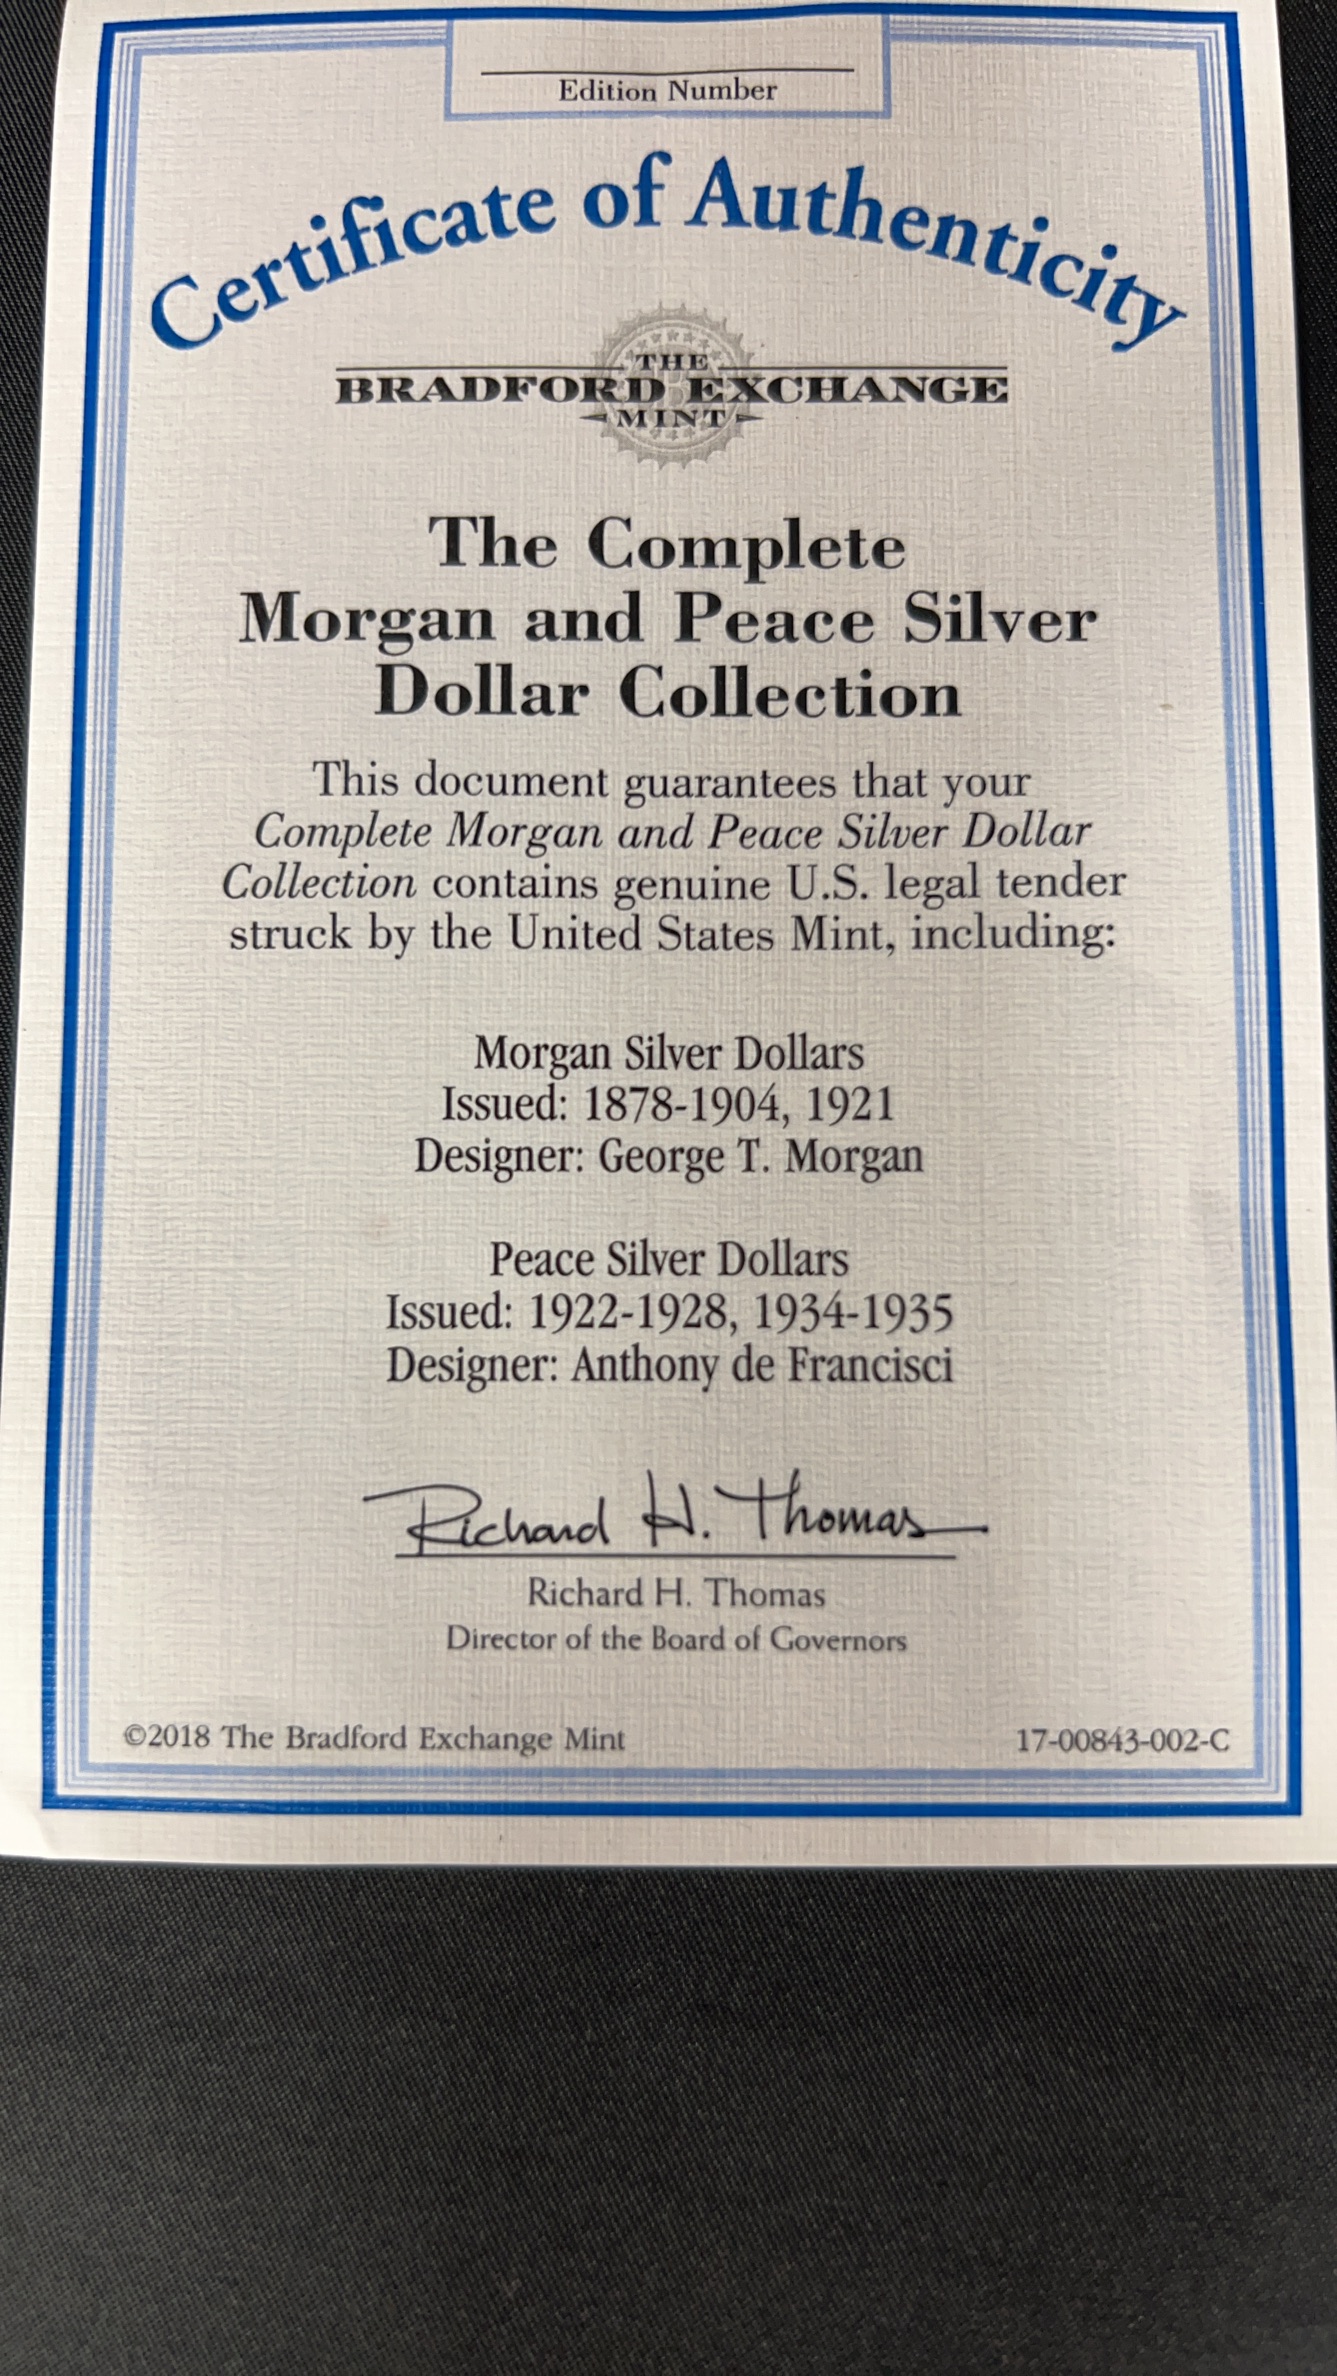 Edition Number
Certificate of Authenticity
THE
BRADFORD EXCHANGE
MINT
The Complete
Morgan and Peace Silver
Dollar Collection
This document guarantees that your
Complete Morgan and Peace Silver Dollar
Collection contains genuine U.S. legal tender
struck by the United States Mint, including:
Morgan Silver Dollars
Issued: 1878-1904, 1921
Designer: George T. Morgan
Peace Silver Dollars
Issued: 1922-1928, 1934-1935
Designer: Anthony de Francisci
Richard H. Thomas
Richard H. Thomas
Director of the Board of Governors
©2018 The Bradford Exchange Mint
17-00843-002-C